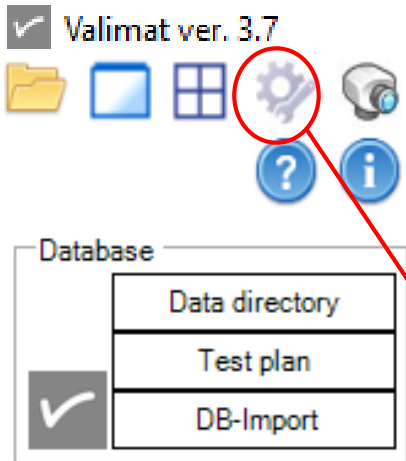 Valimat ver. 3.7
? i
Database
Data directory
Test plan
DB-Import